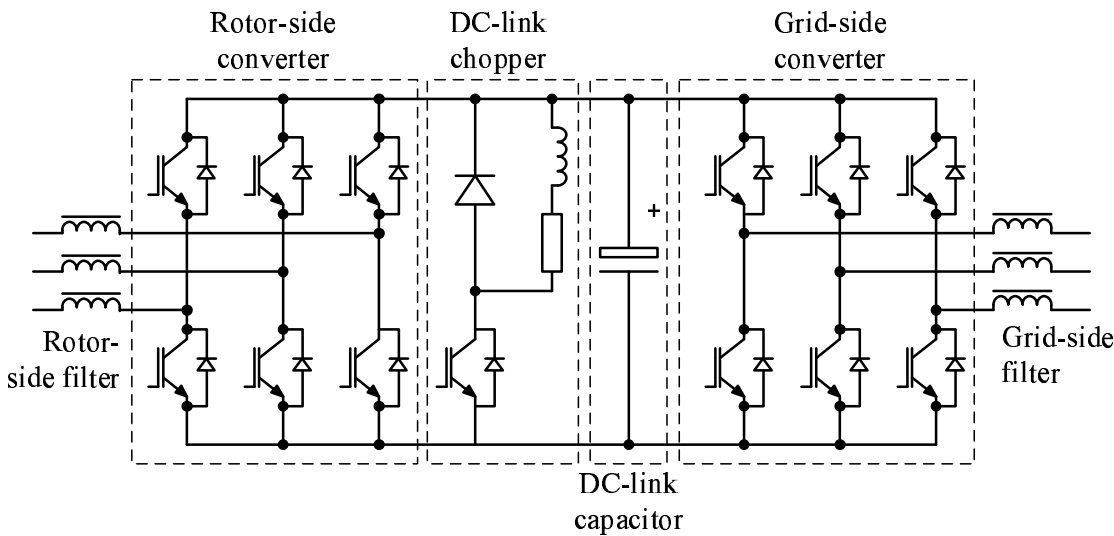 Rotor-side
converter
DC-link
chopper
Grid-side
converter
+
Rotor-
side filter
Grid-side
filter
DC-link
capacitor